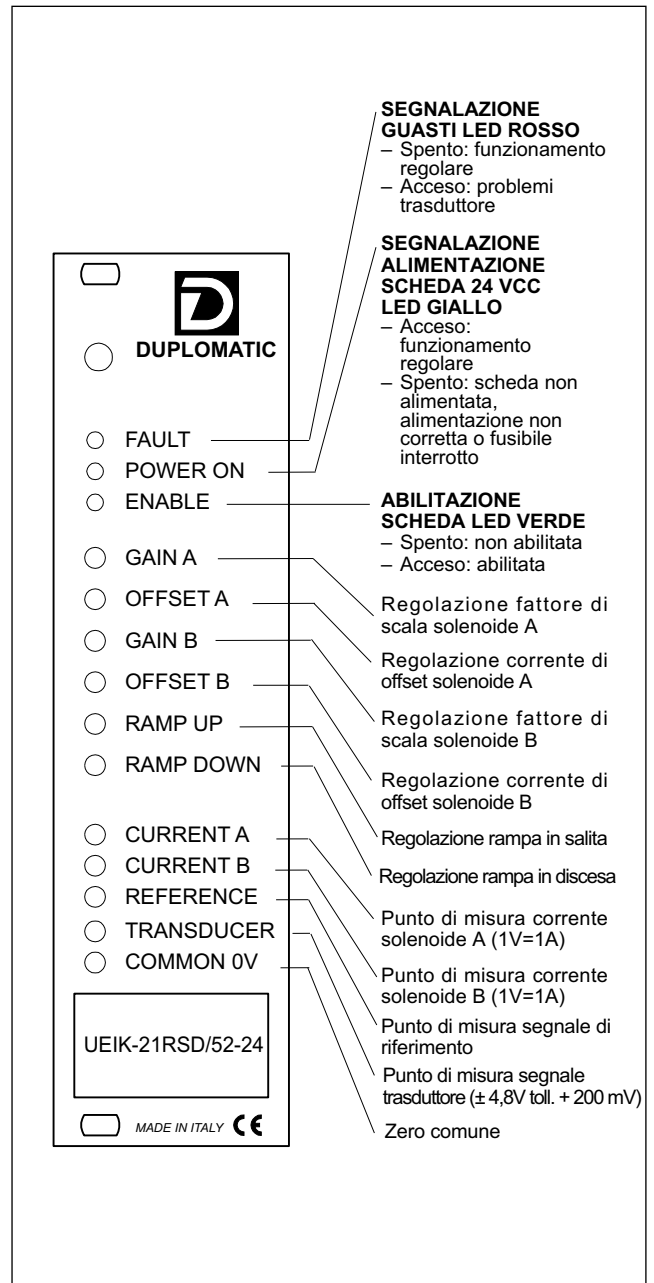 SEGNALAZIONE
GUASTI LED ROSSO
– Spento: funzionamento
regolare
– Acceso: problemi
trasduttore
SEGNALAZIONE
ALIMENTAZIONE
SCHEDA 24 VCC
LED GIALLO
– Acceso:
funzionamento
regolare
– Spento: scheda non
alimentata,
alimentazione non
corretta o fusibile
interrotto
ABILITAZIONE
SCHEDA LED VERDE
– Spento: non abilitata
– Acceso: abilitata
Regolazione fattore di
scala solenoide A
Regolazione corrente di
offset solenoide A
Regolazione fattore di
scala solenoide B
Regolazione corrente di
offset solenoide B
Regolazione rampa in salita
Regolazione rampa in discesa
Punto di misura corrente
solenoide A (1V=1A)
Punto di misura corrente
solenoide B (1V=1A)
Punto di misura segnale di
riferimento
Punto di misura segnale
trasduttore (± 4,8V toll. + 200 mV)
Zero comune
D
DUPLOMATIC
FAULT
POWER ON
ENABLE
GAIN A
OFFSET A
GAIN B
OFFSET B
RAMP UP
RAMP DOWN
CURRENT A
CURRENT B
REFERENCE
TRANSDUCER
COMMON 0V
UEIK-21RSD/52-24
MADE IN ITALY CE